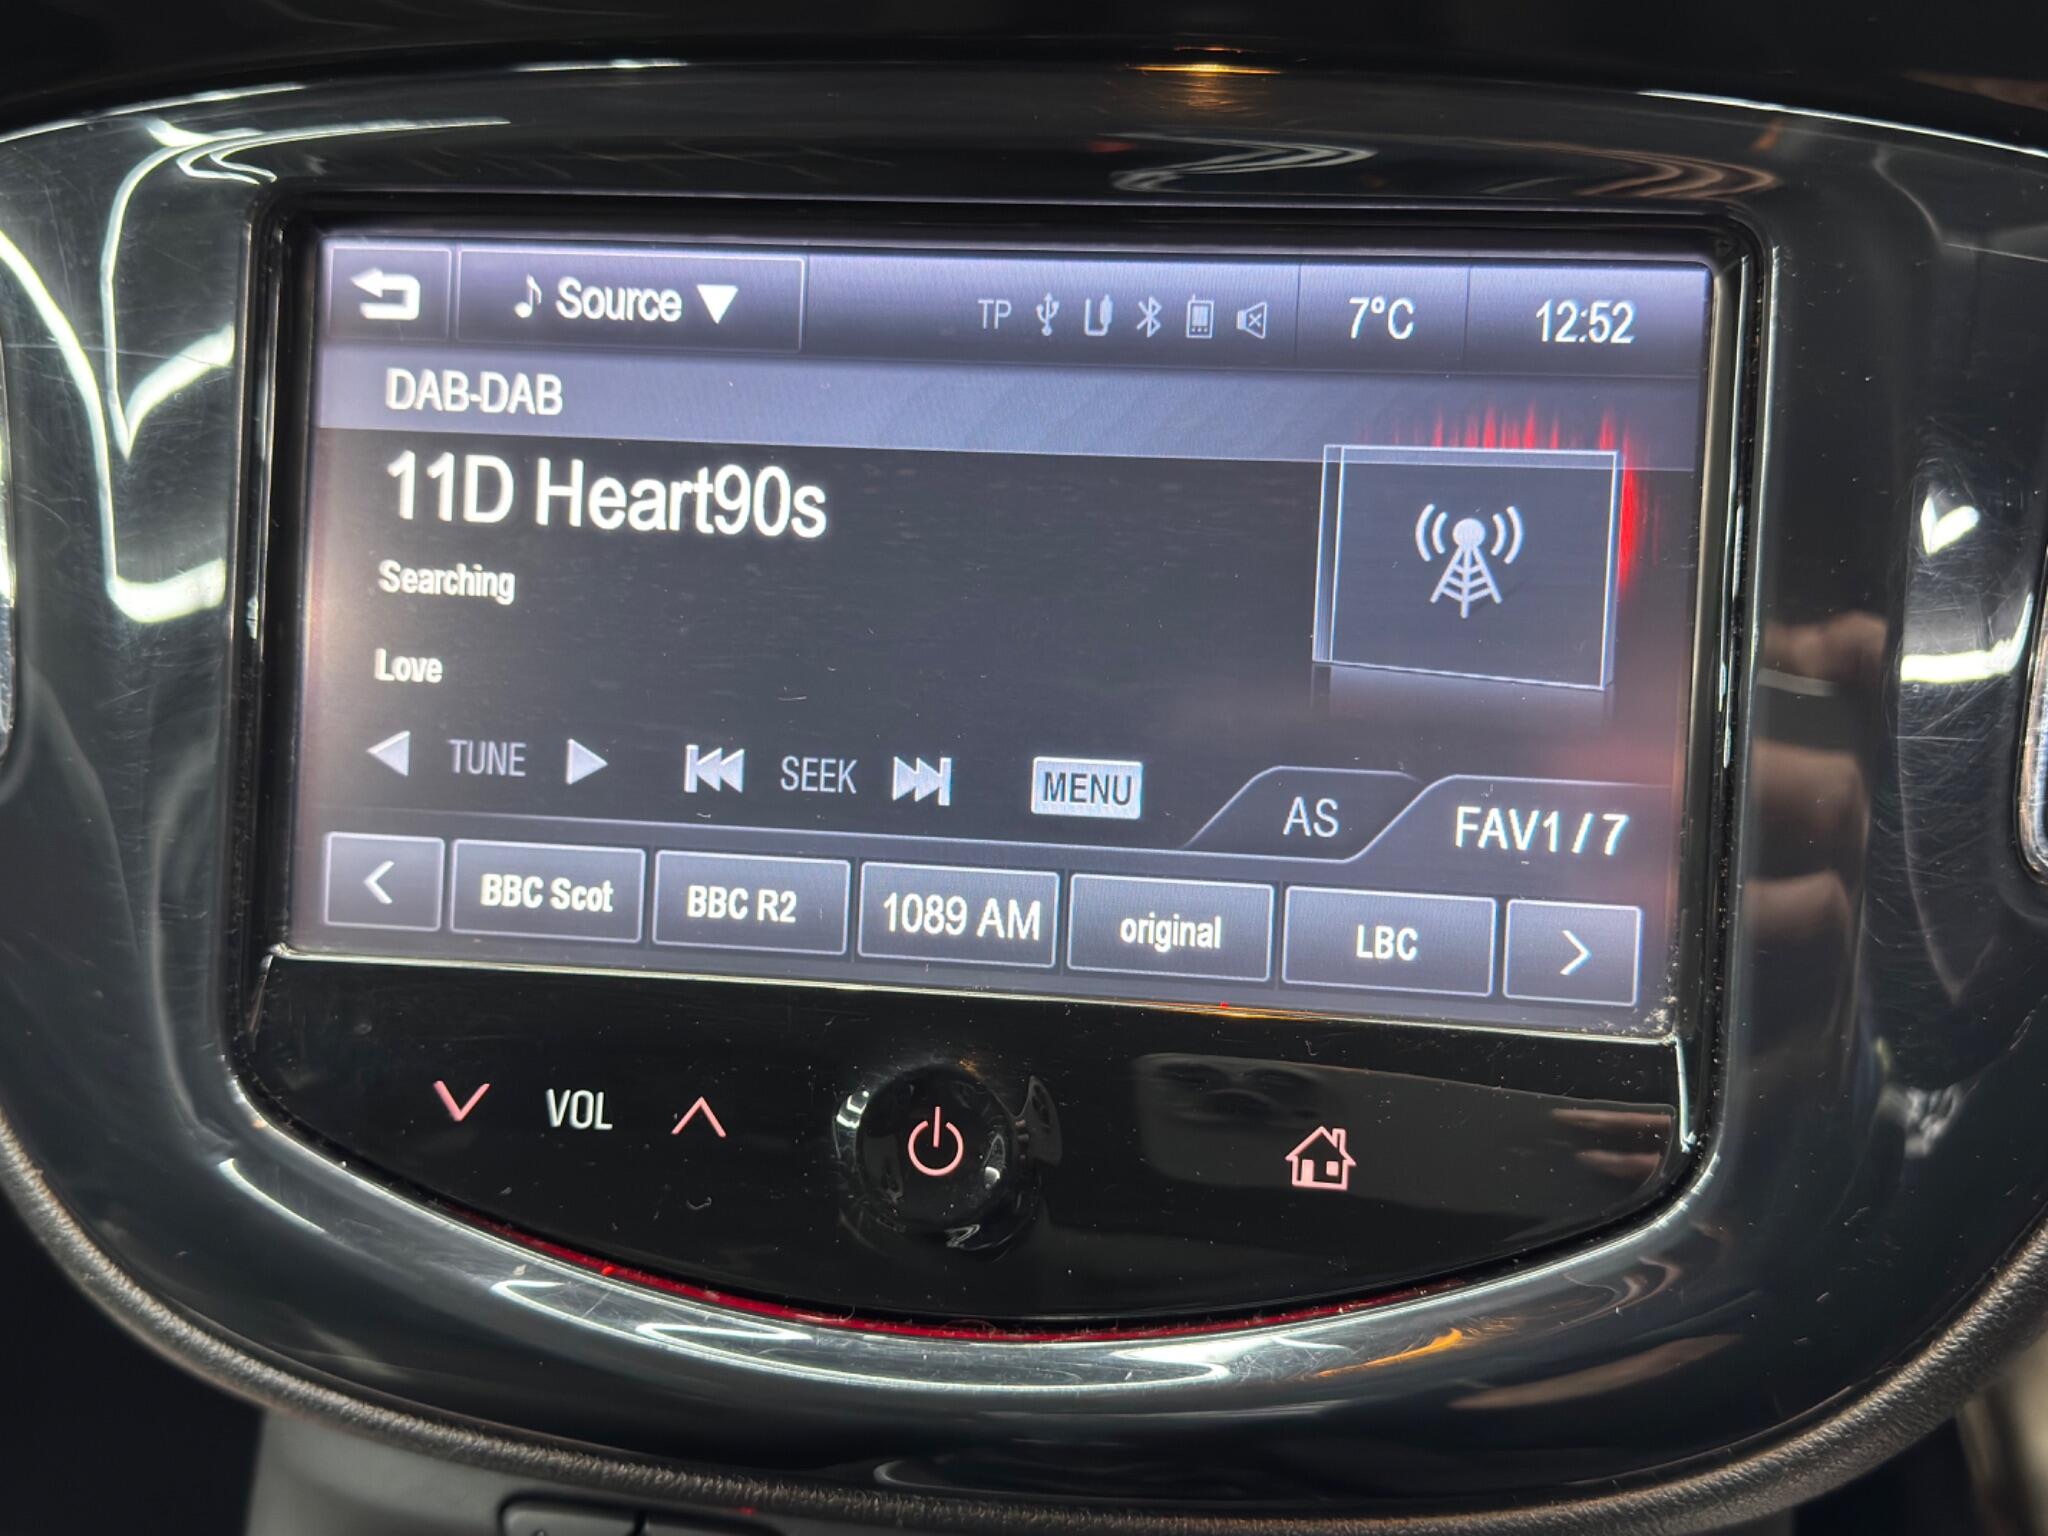 Source
TP
7°C
12:52
DAB-DAB
11D Heart90s
Searching
Love
TUNE
SEEK
MENU
AS
FAV1 / 7
BBC Scot
BBC R2
1089 AM
original
LBC
VOL